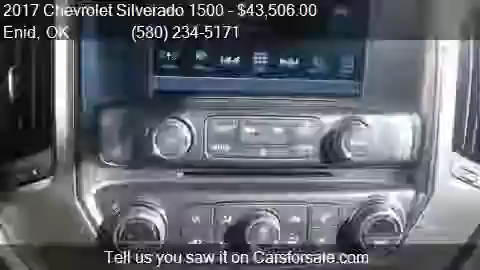 2017 Chevrolet Silverado 1500 - $43,506.00
Enid, OK (580) 234-5171
Tell us you saw it on Carsforsale.com